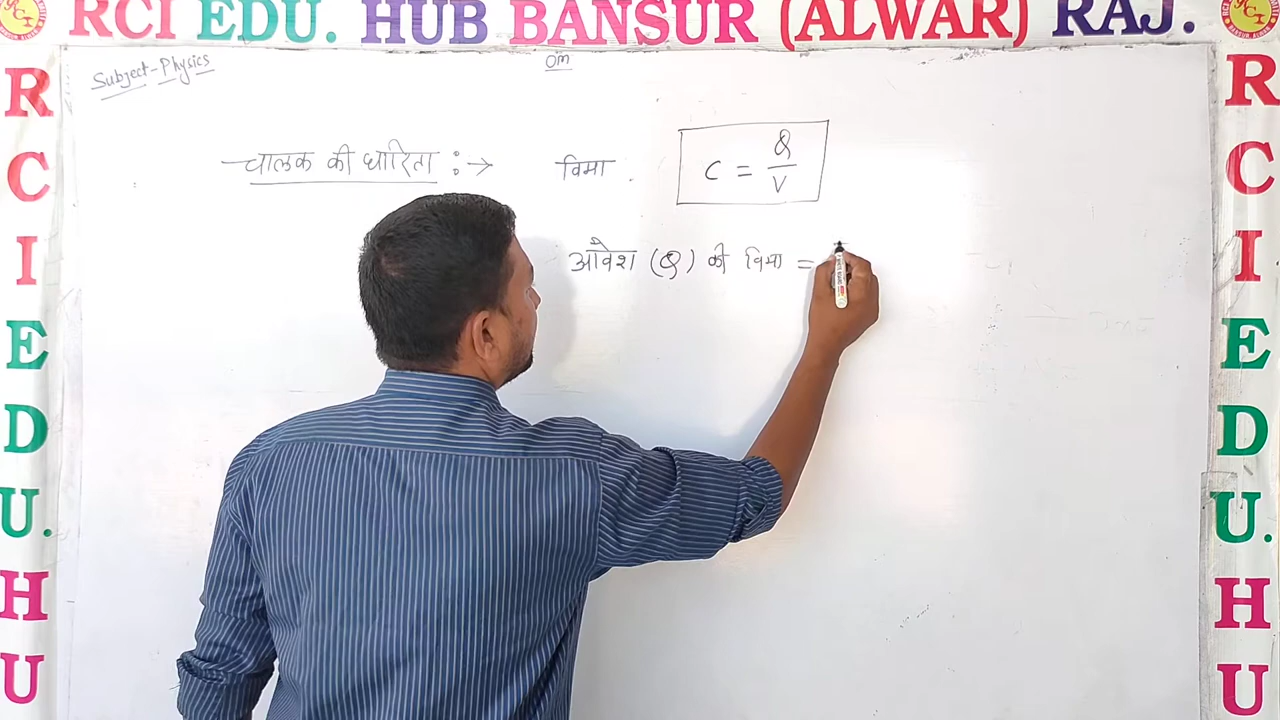 RCI EDU. HUB BANSUR (ALWAR) RAJ.
Subject-Physics
Om
चालक की धारिता :→ विमा C = Q/V
आवेश (Q) की विमा =
R
C
I
E
D
U.
H
U
R
C
I
E
D
U.
H
U